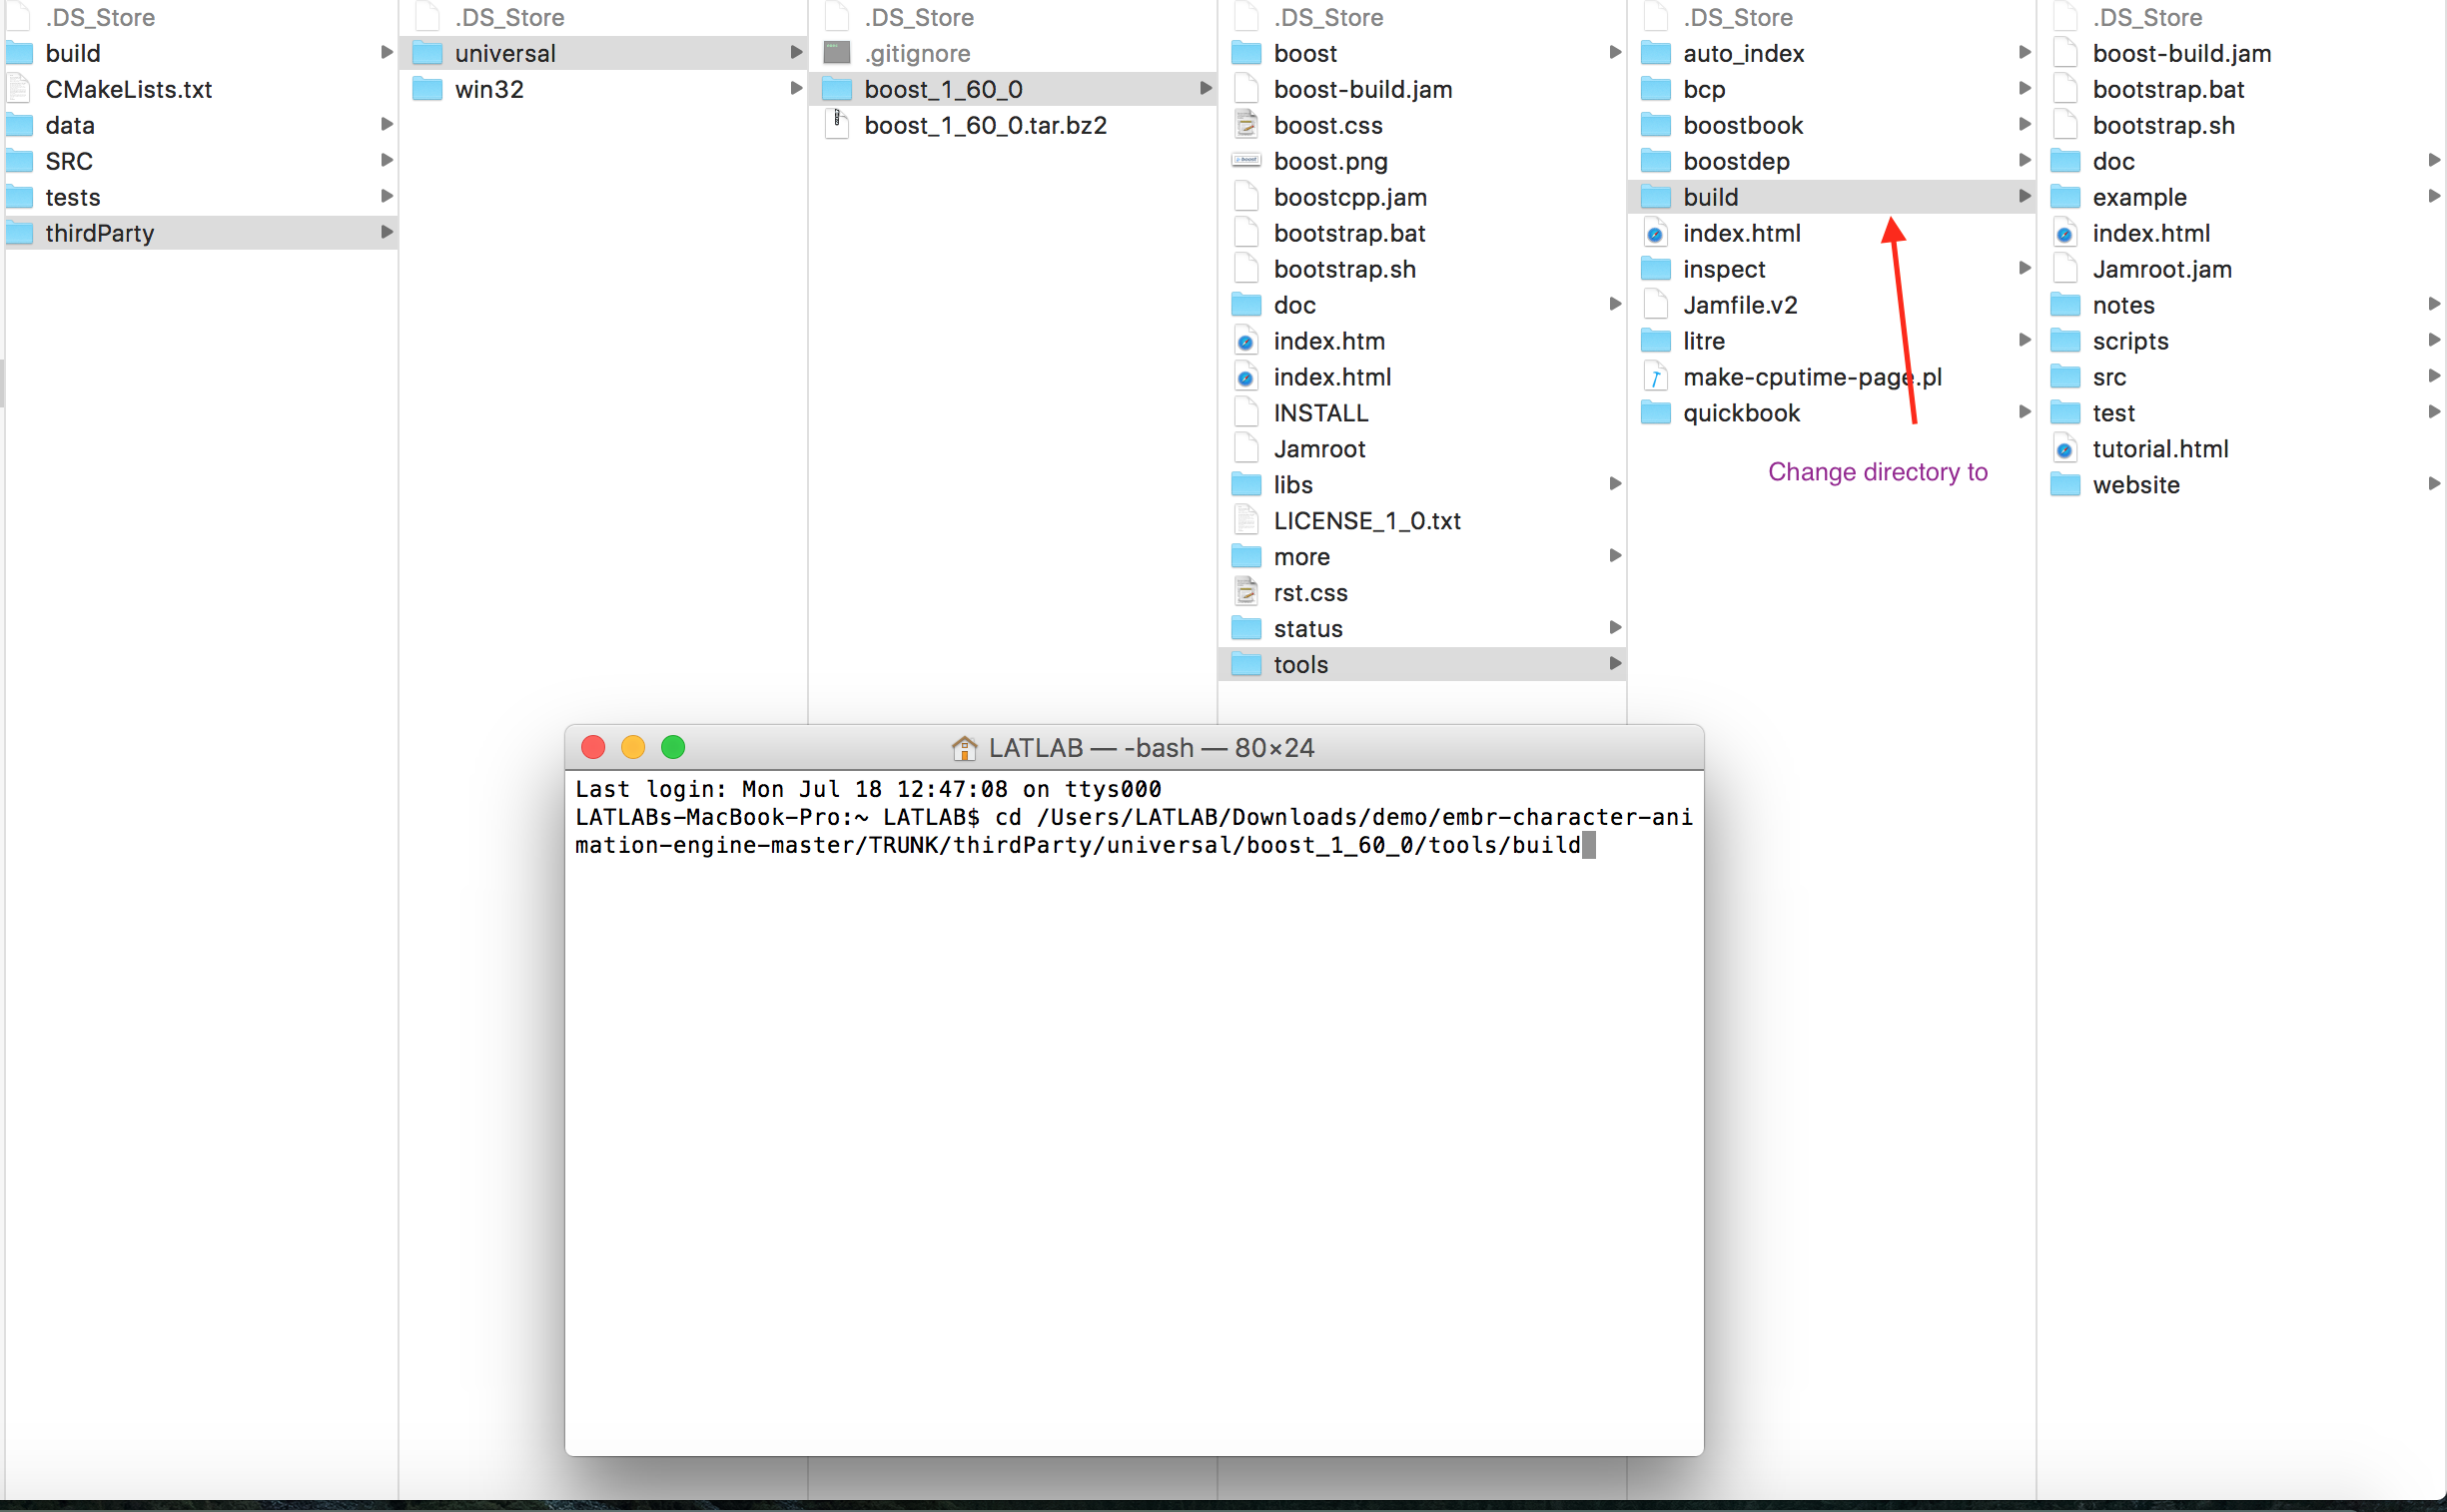 .DS_Store
build
CMakeLists.txt
data
SRC
tests
thirdParty
.DS_Store
universal
win32
.DS_Store
.gitignore
boost_1_60_0
boost_1_60_0.tar.bz2
.DS_Store
boost
boost-build.jam
boost.css
boost.png
boostcpp.jam
bootstrap.bat
bootstrap.sh
doc
index.htm
index.html
INSTALL
Jamroot
libs
LICENSE_1_0.txt
more
rst.css
status
tools
.DS_Store
auto_index
bcp
boostbook
boostdep
build
index.html
inspect
Jamfile.v2
litre
make-cputime-page.pl
quickbook
Change directory to
.DS_Store
boost-build.jam
bootstrap.bat
bootstrap.sh
doc
example
index.html
Jamroot.jam
notes
scripts
src
test
tutorial.html
website
LATLAB — -bash — 80×24
Last login: Mon Jul 18 12:47:08 on ttys000
LATLABs-MacBook-Pro:~ LATLAB$ cd /Users/LATLAB/Downloads/demo/embr-character-ani
mation-engine-master/TRUNK/thirdParty/universal/boost_1_60_0/tools/build